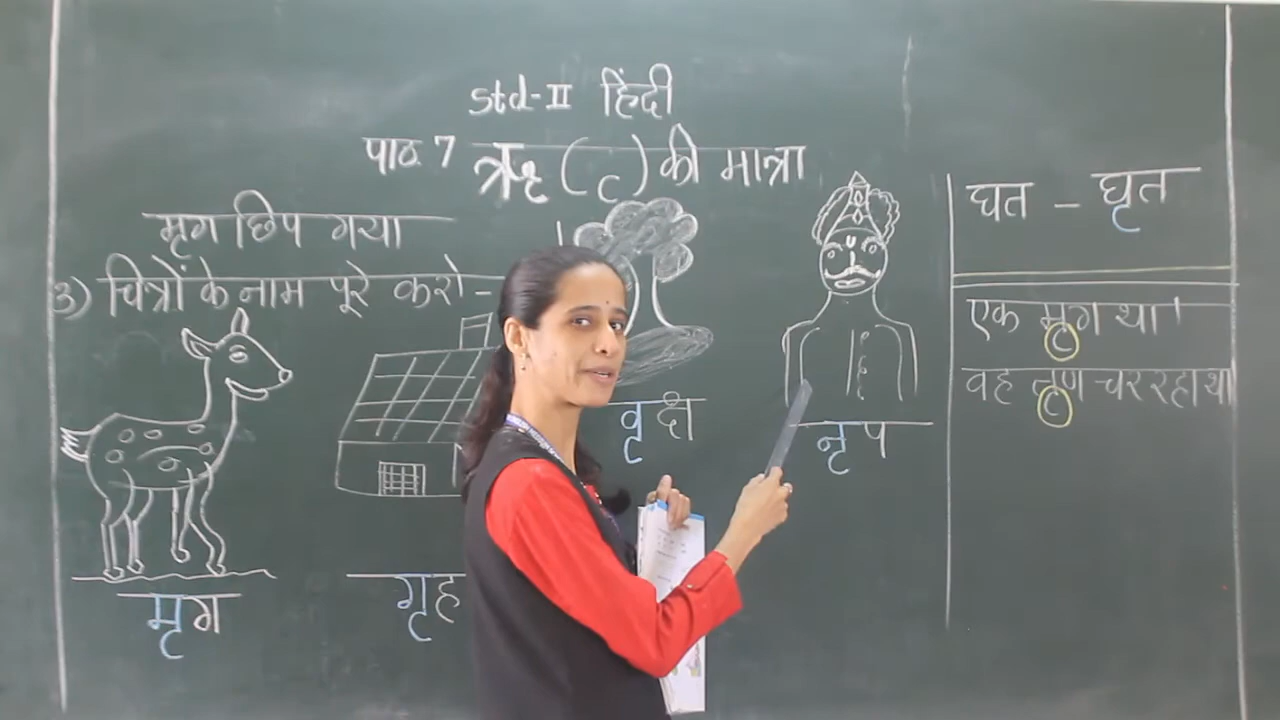 std-II हिंदी
पाठ 7 ऋ ( ृ ) की मात्रा
मृग छिप गया
3) चित्रों के नाम पूरे करो-
मृग
गृह
वृक्ष
नृप
घत - घृत
एक मृग था।
वह तृण चर रहा था